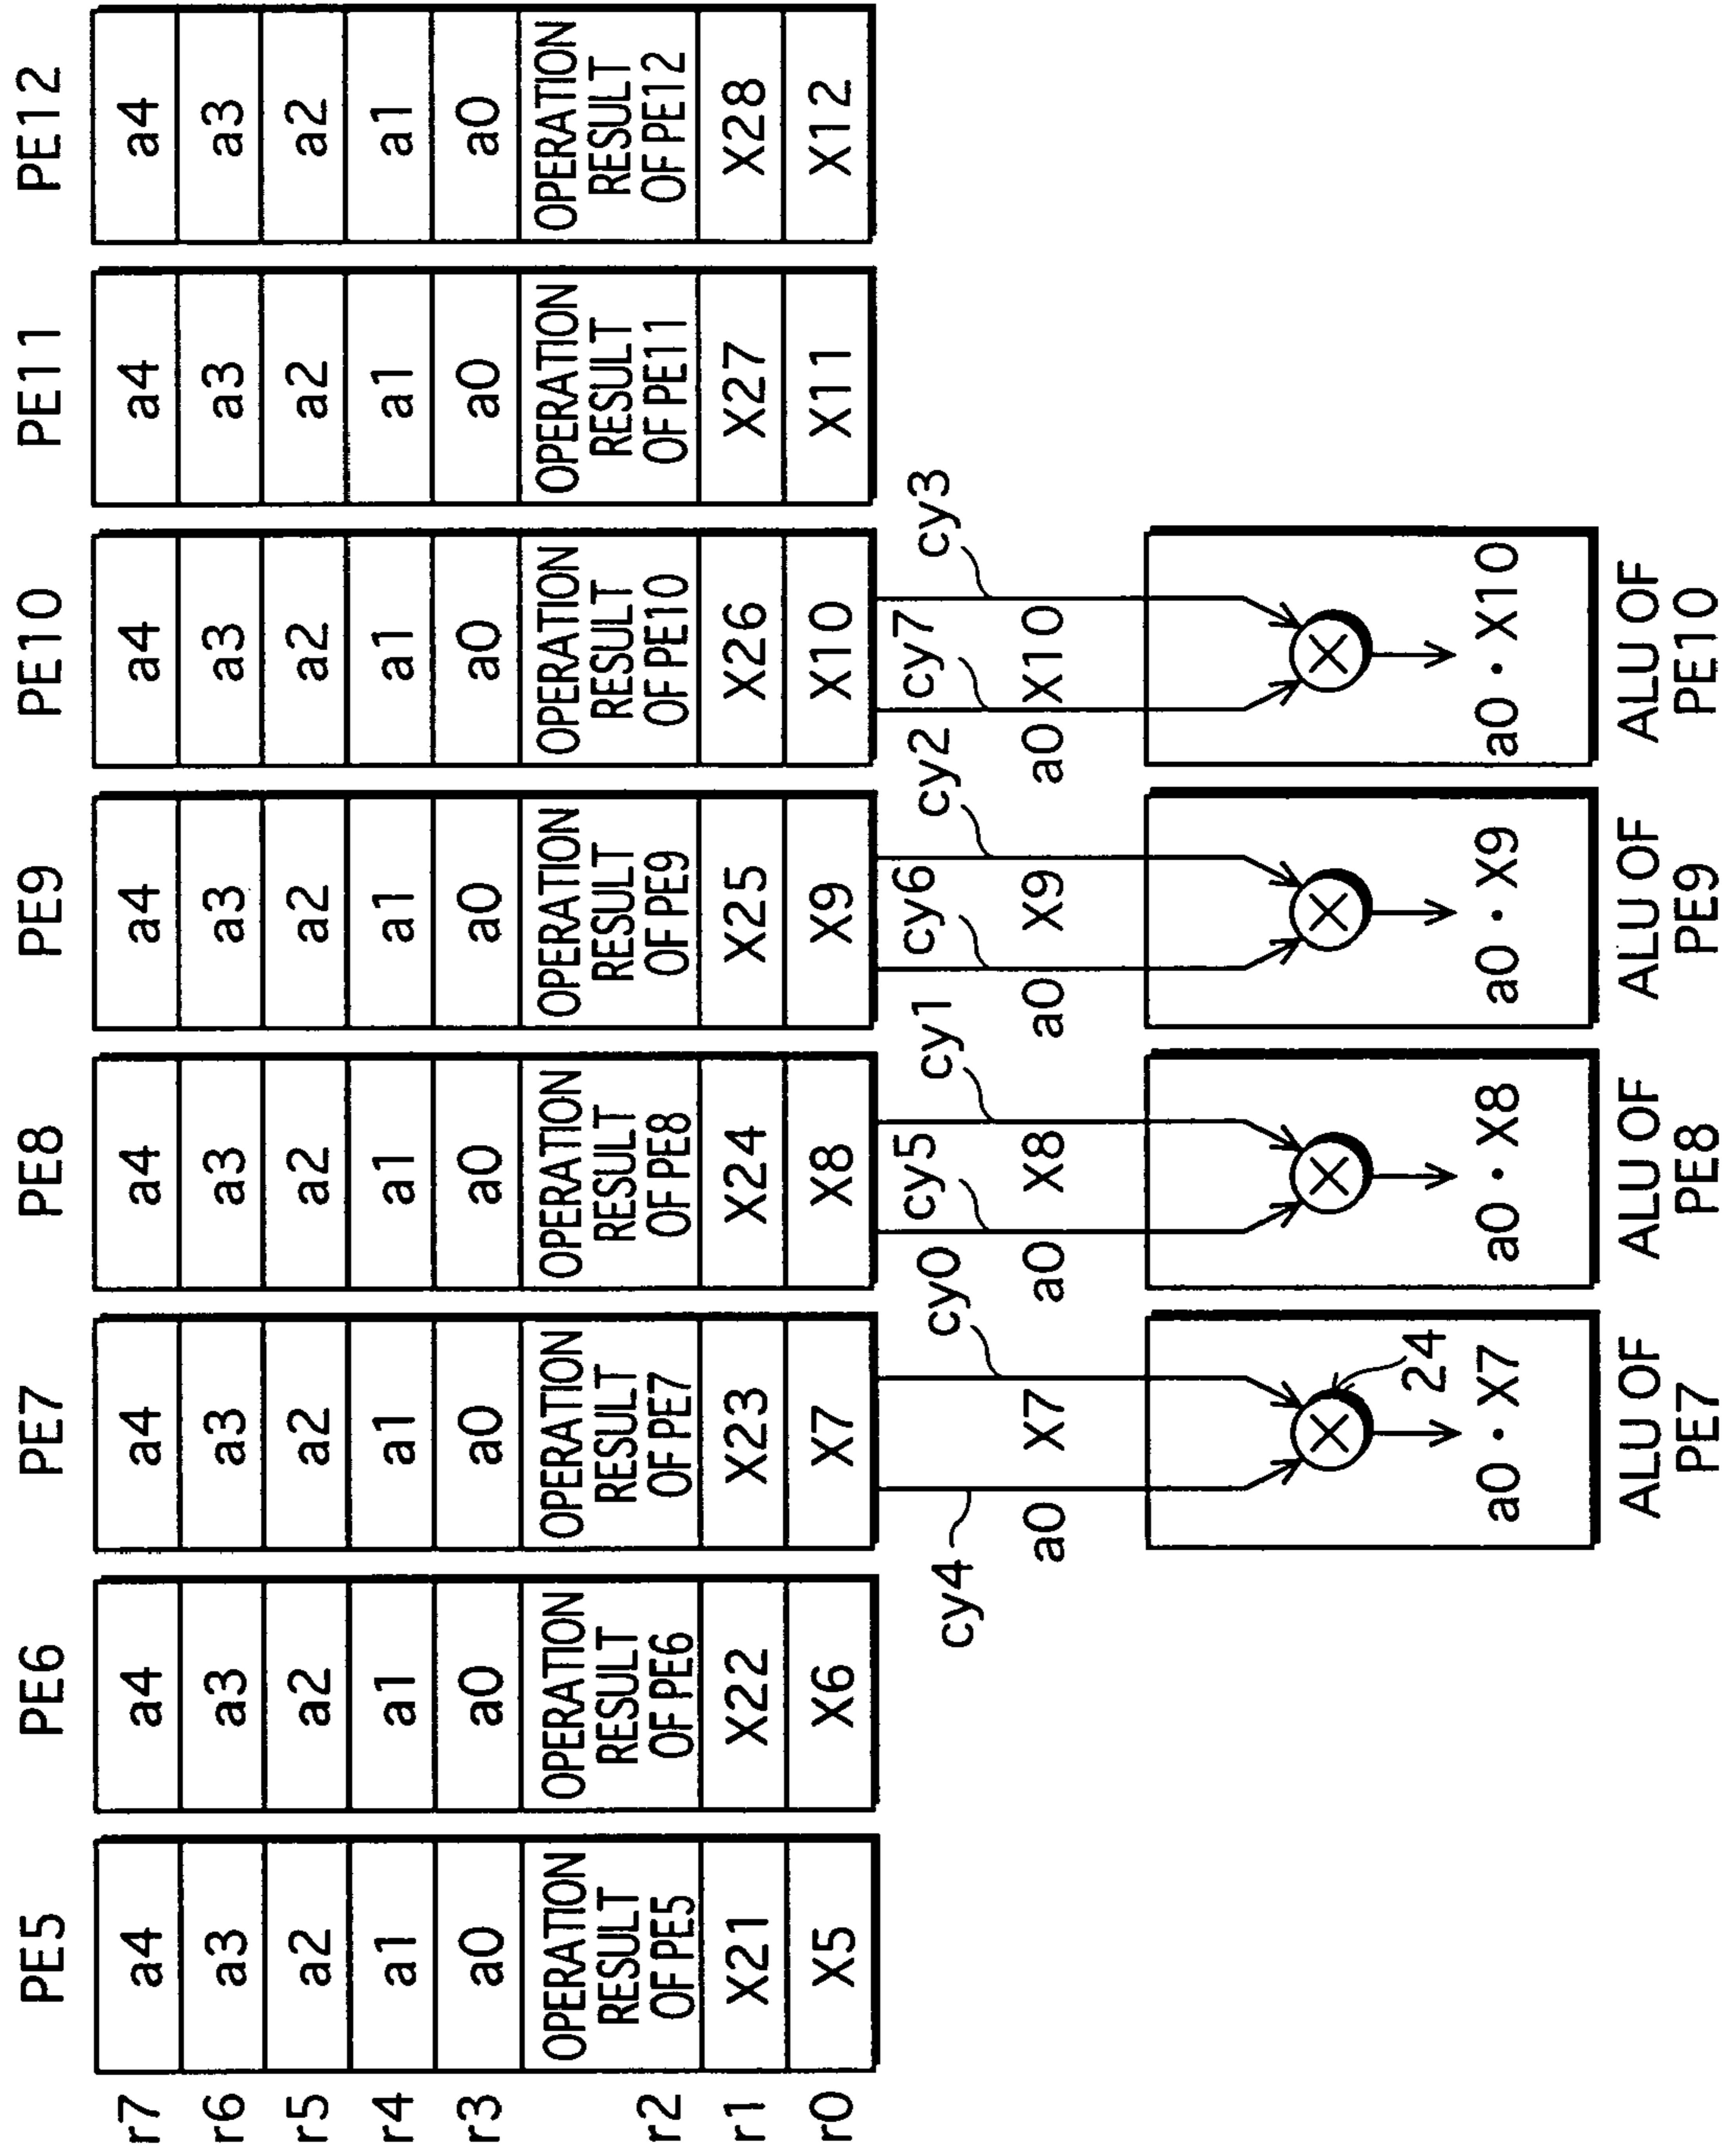 PE5 PE6 PE7 PE8 PE9 PE10 PE11 PE12
r7 a4 a4 a4 a4 a4 a4 a4 a4
r6 a3 a3 a3 a3 a3 a3 a3 a3
r5 a2 a2 a2 a2 a2 a2 a2 a2
r4 a1 a1 a1 a1 a1 a1 a1 a1
r3 a0 a0 a0 a0 a0 a0 a0 a0
OPERATION OPERATION OPERATION OPERATION OPERATION OPERATION OPERATION OPERATION
RESULT RESULT RESULT RESULT RESULT RESULT RESULT RESULT
r2 OF PE5 OF PE6 OF PE7 OF PE8 OF PE9 OF PE10 OF PE11 OF PE12
r1 X21 X22 X23 X24 X25 X26 X27 X28
r0 X5 X6 X7 X8 X9 X10 X11 X12
cy4 cy0 cy5 cy1 cy6 cy2 cy7 cy3
a0 X7 a0 X8 a0 X9 a0 X10
24
a0 · X7 a0 · X8 a0 · X9 a0 · X10
ALU OF ALU OF ALU OF ALU OF
PE7 PE8 PE9 PE10